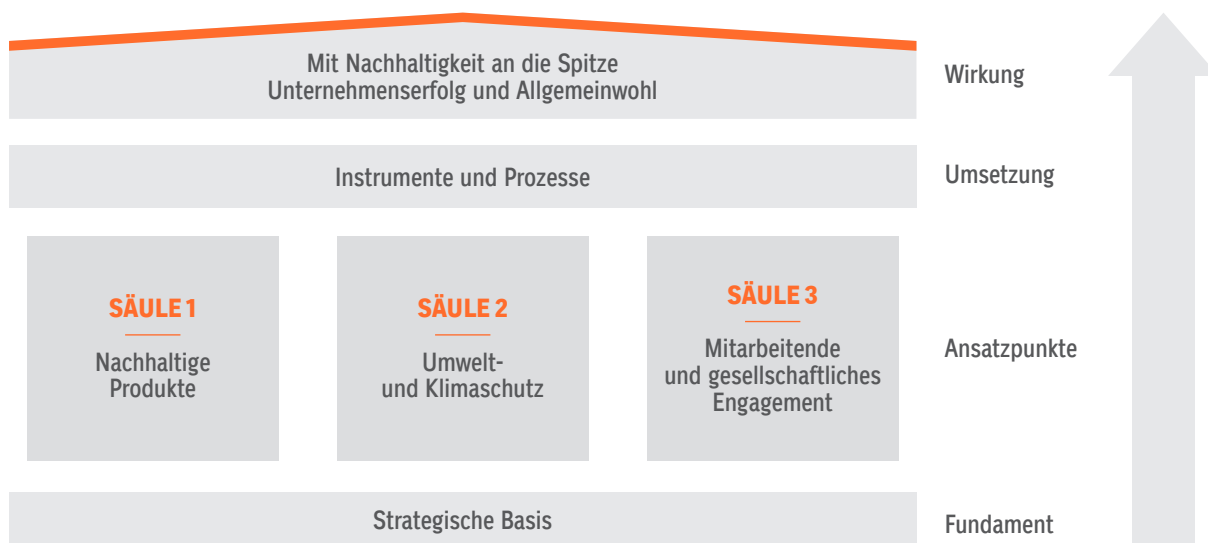 Mit Nachhaltigkeit an die Spitze
Unternehmenserfolg und Allgemeinwohl
Wirkung
Instrumente und Prozesse
Umsetzung
SÄULE 1
Nachhaltige
Produkte
SÄULE 2
Umwelt-
und Klimaschutz
SÄULE 3
Mitarbeitende
und gesellschaftliches
Engagement
Ansatzpunkte
Strategische Basis
Fundament